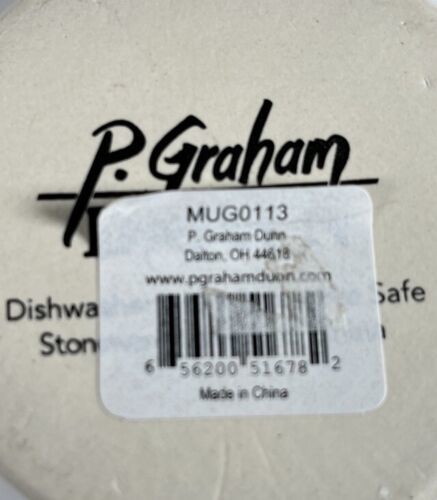 P. Graham
MUG0113
P. Graham Dunn
Dalton, OH 44618
www.pgrahamdunn.com
Dishwa Safe
Ston
6 56200 51678 2
Made in China